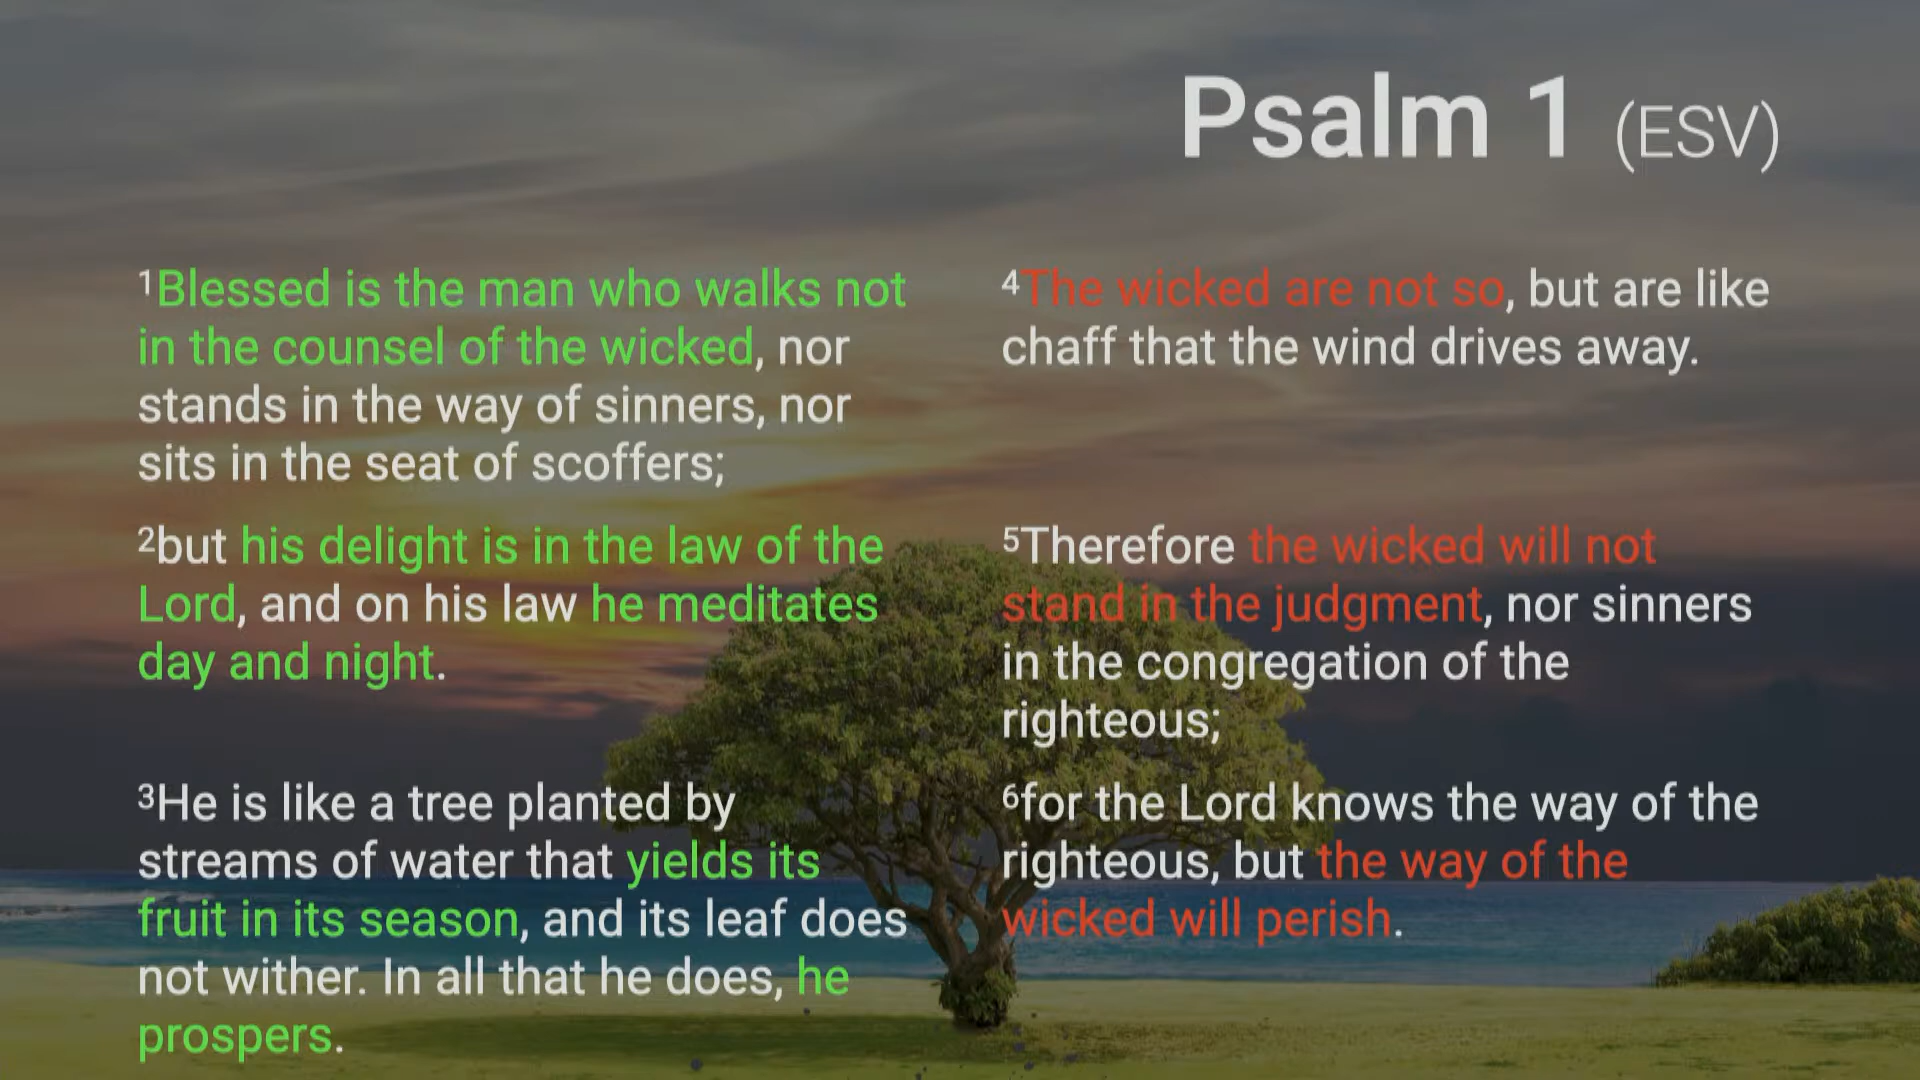 Psalm 1 (ESV)
1Blessed is the man who walks not
in the counsel of the wicked, nor
stands in the way of sinners, nor
sits in the seat of scoffers;
2but his delight is in the law of the
Lord, and on his law he meditates
day and night.
3He is like a tree planted by
streams of water that yields its
fruit in its season, and its leaf does
not wither. In all that he does, he
prospers.
4The wicked are not so, but are like
chaff that the wind drives away.
5Therefore the wicked will not
stand in the judgment, nor sinners
in the congregation of the
righteous;
6for the Lord knows the way of the
righteous, but the way of the
wicked will perish.